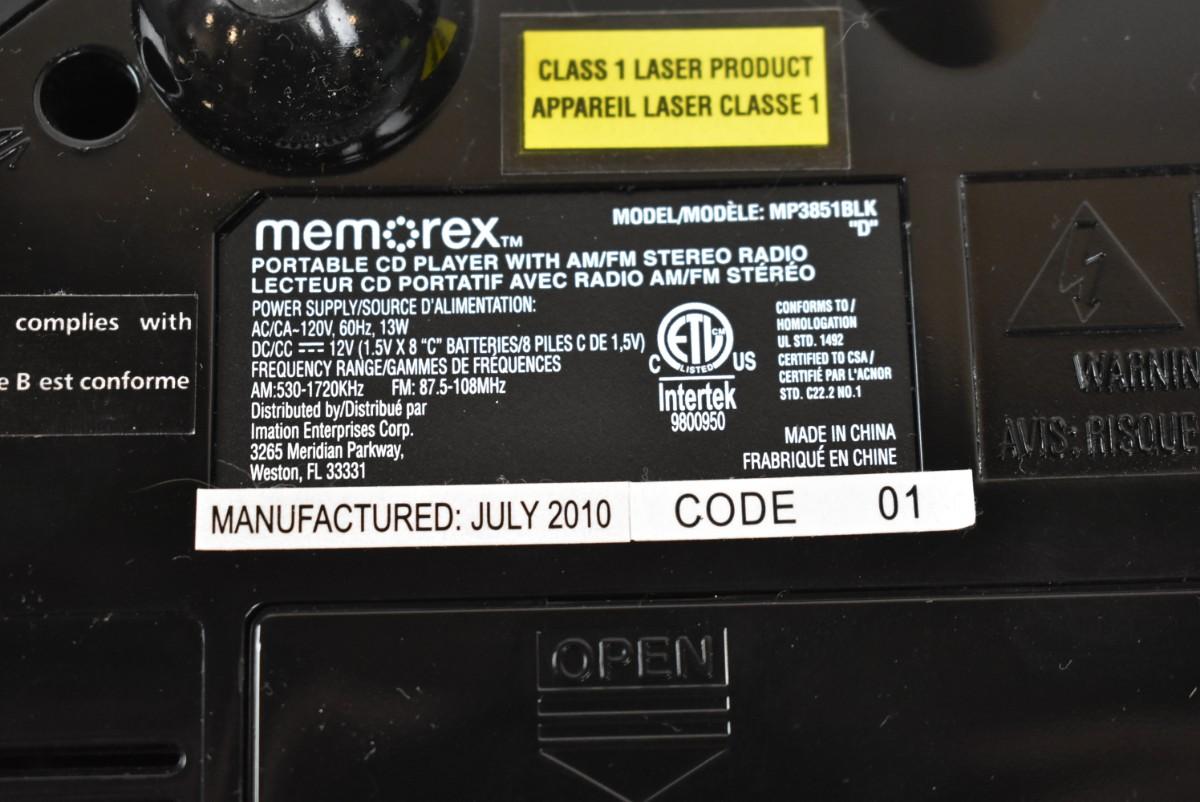 CLASS 1 LASER PRODUCT
APPAREIL LASER CLASSE 1
memorex™
MODEL/MODÈLE: MP3851BLK
"D"
PORTABLE CD PLAYER WITH AM/FM STEREO RADIO
LECTEUR CD PORTATIF AVEC RADIO AM/FM STÉRÉO
POWER SUPPLY/SOURCE D'ALIMENTATION:
AC/CA~120V, 60Hz, 13W
DC/CC ⎓ 12V (1.5V X 8 "C" BATTERIES/8 PILES C DE 1,5V)
FREQUENCY RANGE/GAMMES DE FRÉQUENCES
AM:530-1720KHz FM: 87.5-108MHz
Distributed by/Distribué par
Imation Enterprises Corp.
3265 Meridian Parkway,
Weston, FL 33331
C ETL CM US
LISTED
Intertek
9800950
CONFORMS TO /
HOMOLOGATION
UL STD. 1492
CERTIFIED TO CSA /
CERTIFIÉ PAR L'ACNOR
STD. C22.2 NO.1
MADE IN CHINA
FRABRIQUÉ EN CHINE
complies with
e B est conforme
WARNIN
AVIS: RISQUE
MANUFACTURED: JULY 2010
CODE 01
OPEN